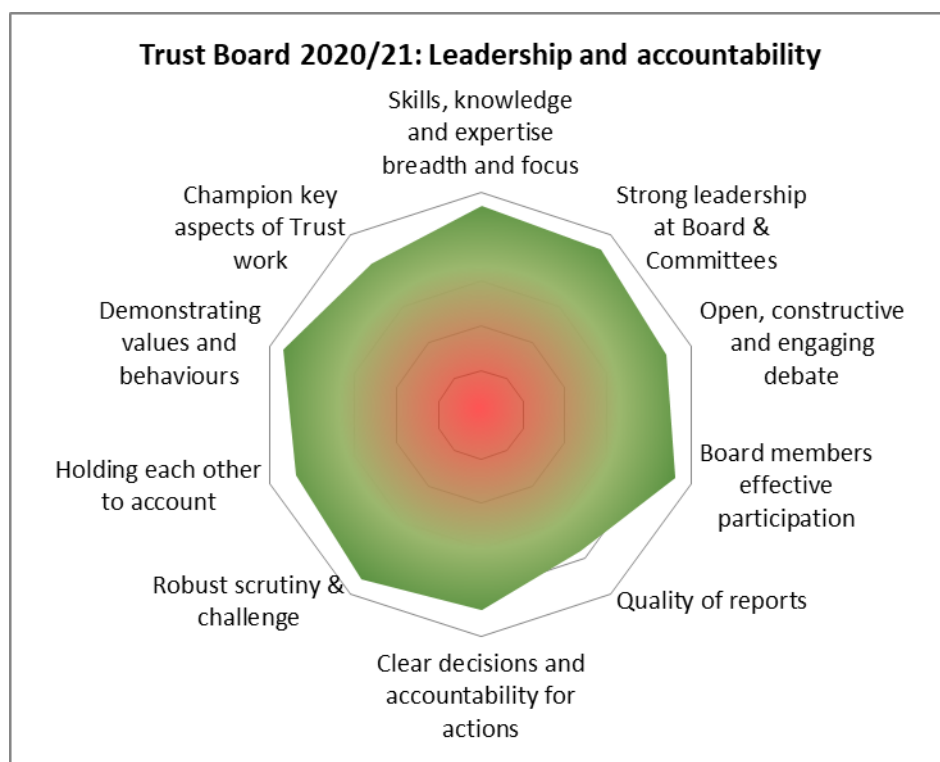 Trust Board 2020/21: Leadership and accountability
Skills, knowledge
and expertise
breadth and focus
Strong leadership
at Board &
Committees
Open, constructive
and engaging
debate
Board members
effective
participation
Quality of reports
Clear decisions and
accountability for
actions
Robust scrutiny &
challenge
Holding each other
to account
Demonstrating
values and
behaviours
Champion key
aspects of Trust
work